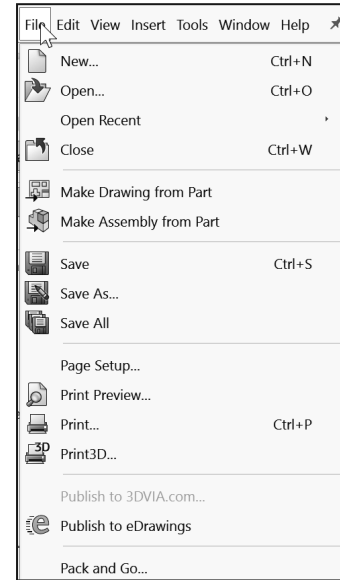 File Edit View Insert Tools Window Help
New... Ctrl+N
Open... Ctrl+O
Open Recent
Close Ctrl+W
Make Drawing from Part
Make Assembly from Part
Save Ctrl+S
Save As...
Save All
Page Setup...
Print Preview...
Print... Ctrl+P
3D Print3D...
Publish to 3DVIA.com...
Publish to eDrawings
Pack and Go...